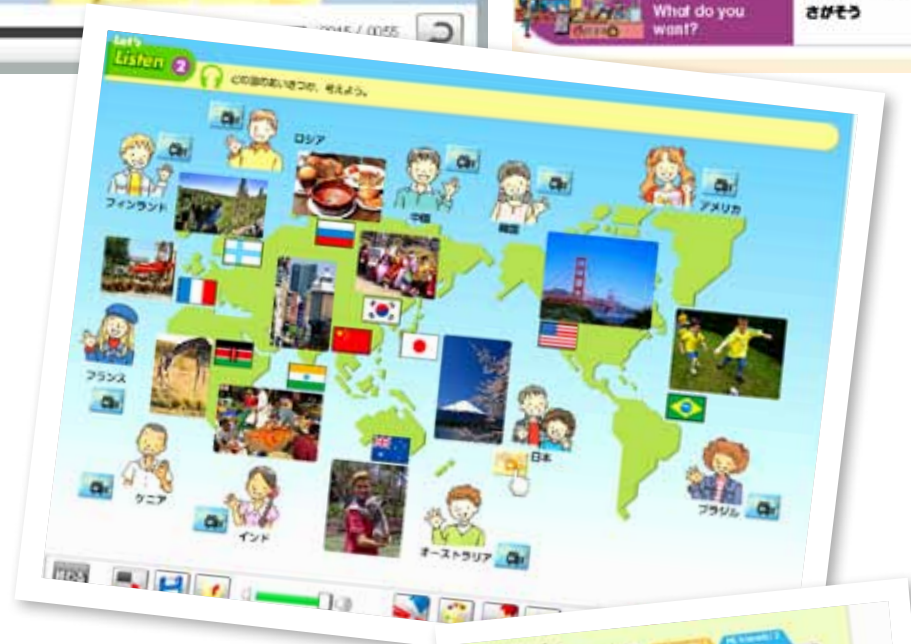 0045 / 0055
What do you
want?
さがそう
Let's
Listen 2
どの国のあいさつか、考えよう。
ロシア
フィンランド
中国
韓国
アメリカ
フランス
日本
ケニア
インド
オーストラリア
ブラジル